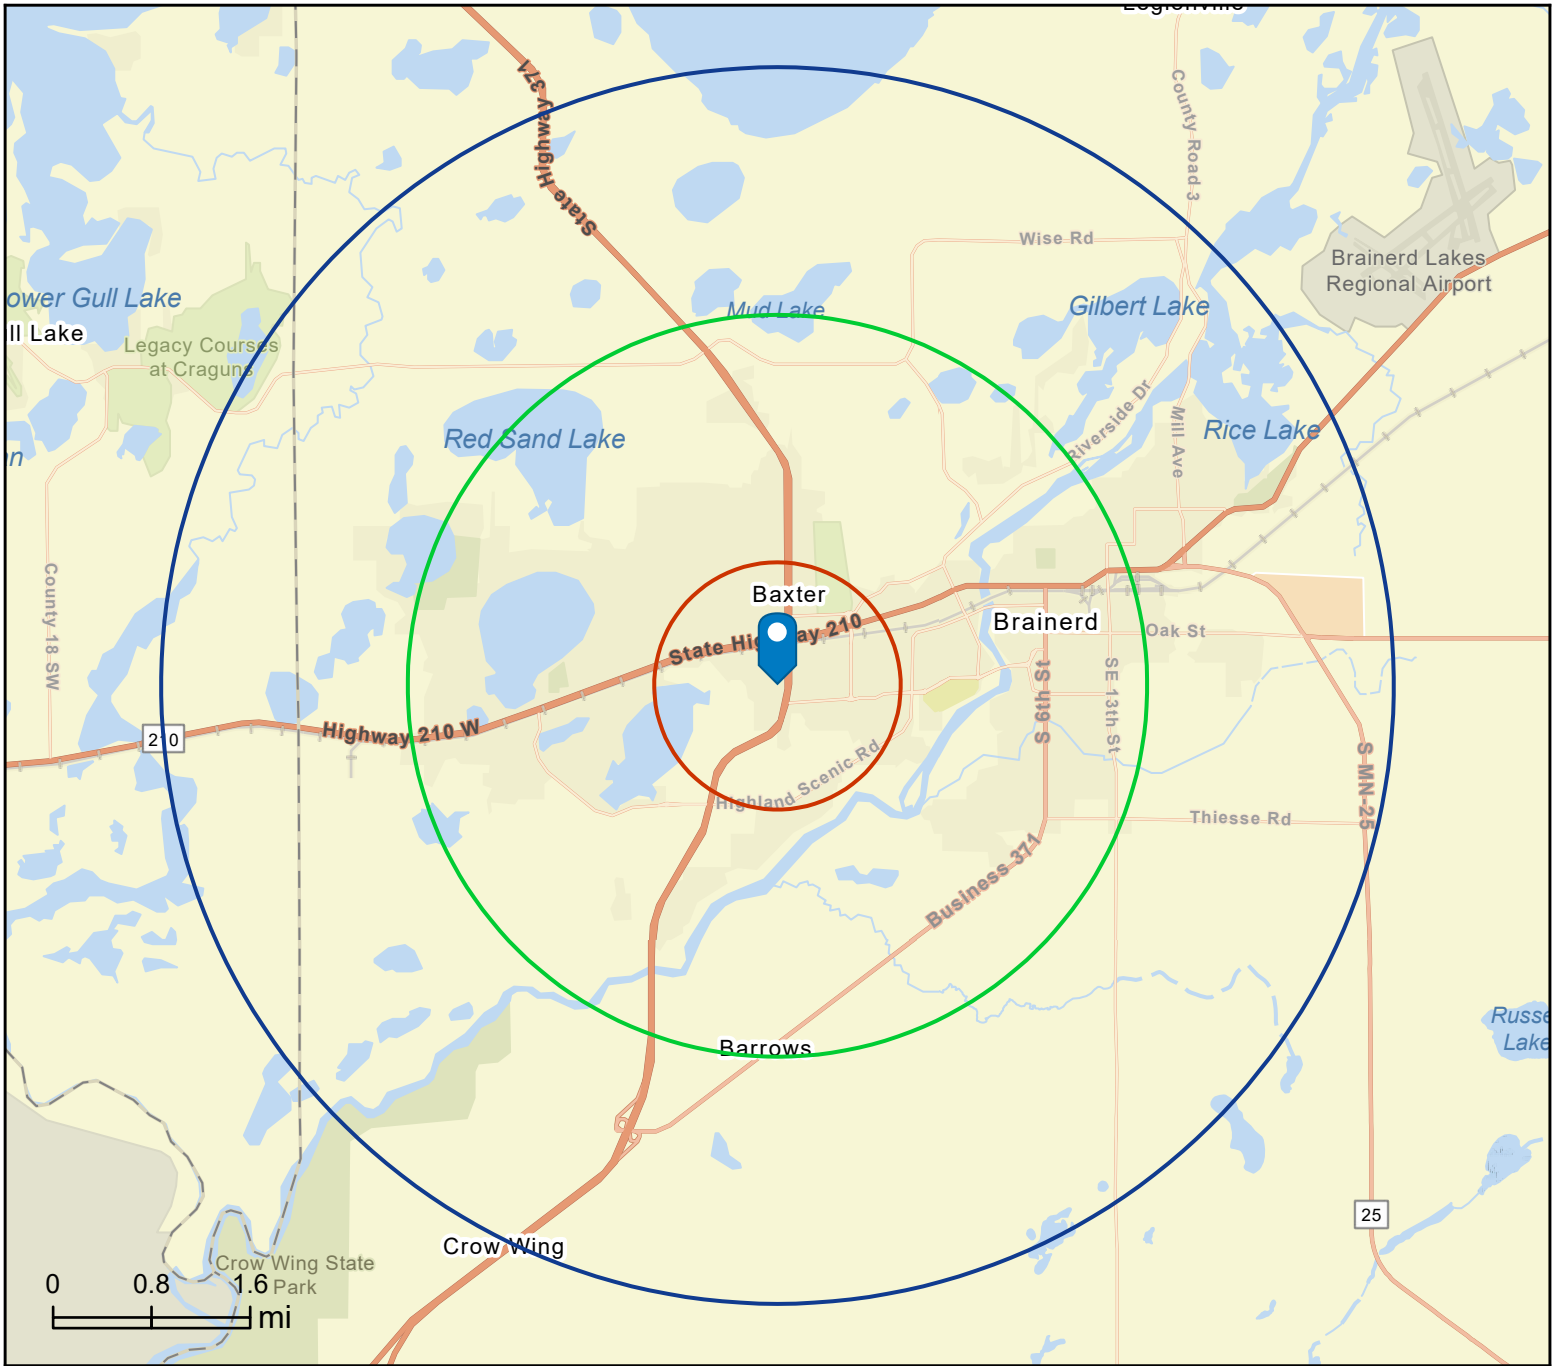 Legionville
State Highway 371
County Road 3
Wise Rd
Brainerd Lakes
Regional Airport
ower Gull Lake
ll Lake
Legacy Courses
at Craguns
Mud Lake
Gilbert Lake
Riverside Dr
Mill Ave
Rice Lake
Red Sand Lake
n
County 18 SW
Baxter
State Highway 210
Brainerd
Oak St
S 6th St
SE 13th St
Highway 210 W
210
Highland Scenic Rd
S MN-25
Thiesse Rd
Business 371
Barrows
Russe
Lake
25
Crow Wing
Crow Wing State
Park
0 0.8 1.6
mi